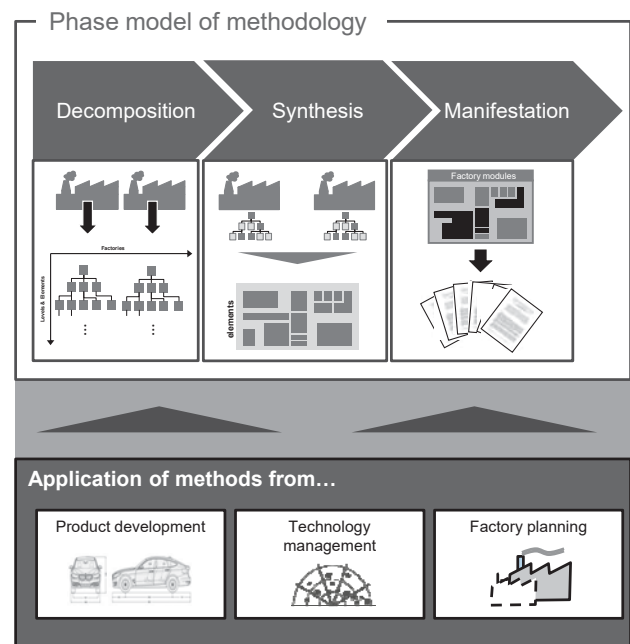 Phase model of methodology
Decomposition
Synthesis
Manifestation
Factories
Levels & Elements
elements
Factory modules
Application of methods from…
Product development
Technology
management
Factory planning